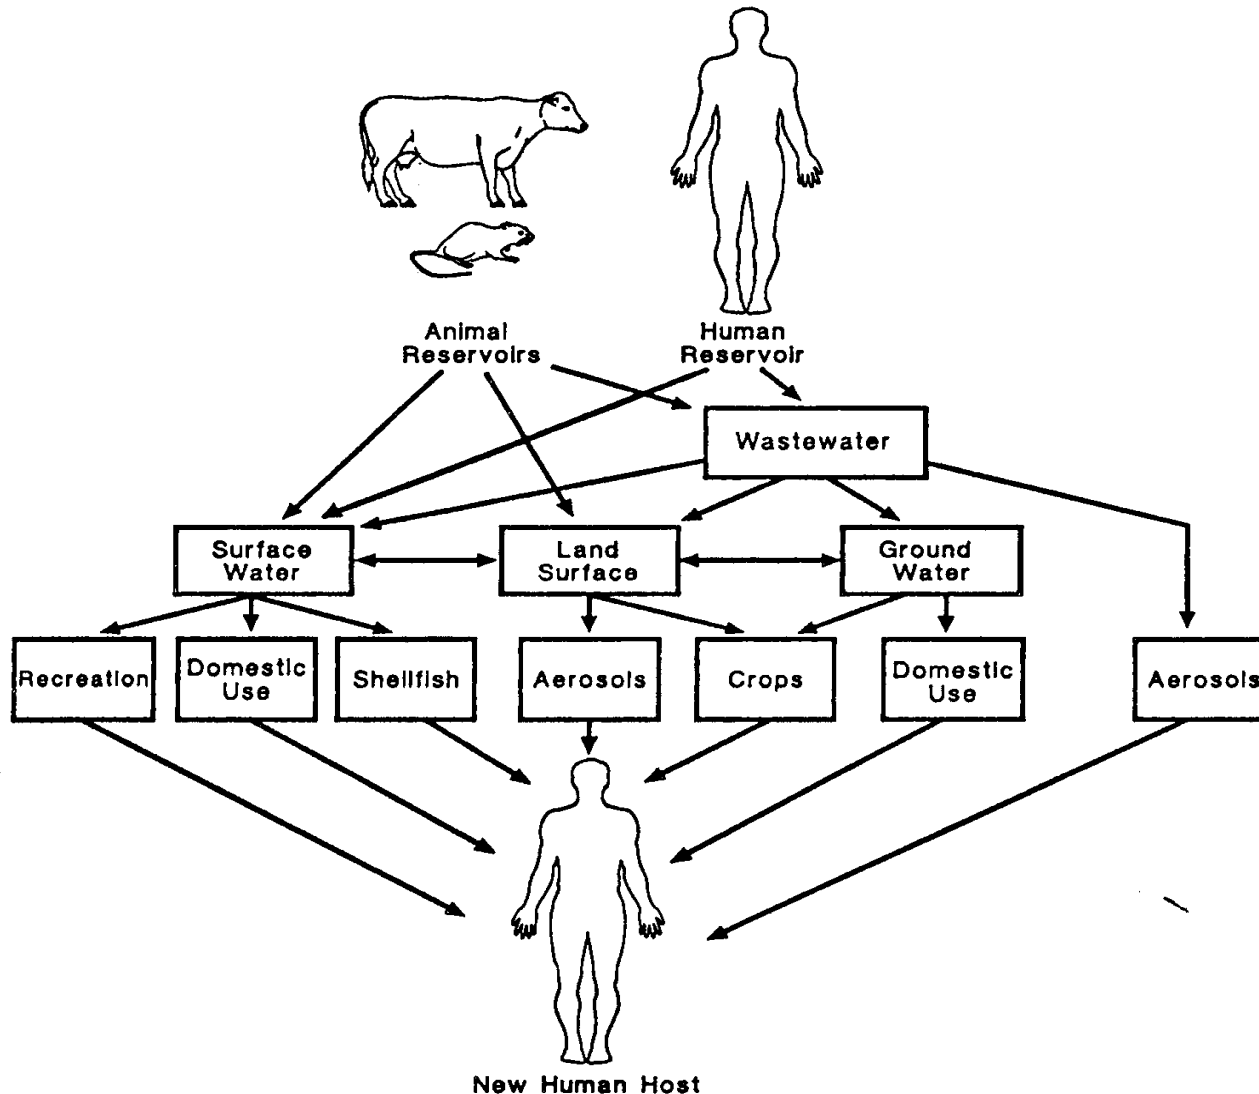 Animal
Reservoirs
Human
Reservoir
Wastewater
Surface
Water
Land
Surface
Ground
Water
Recreation
Domestic
Use
Shellfish
Aerosols
Crops
Domestic
Use
Aerosols
New Human Host